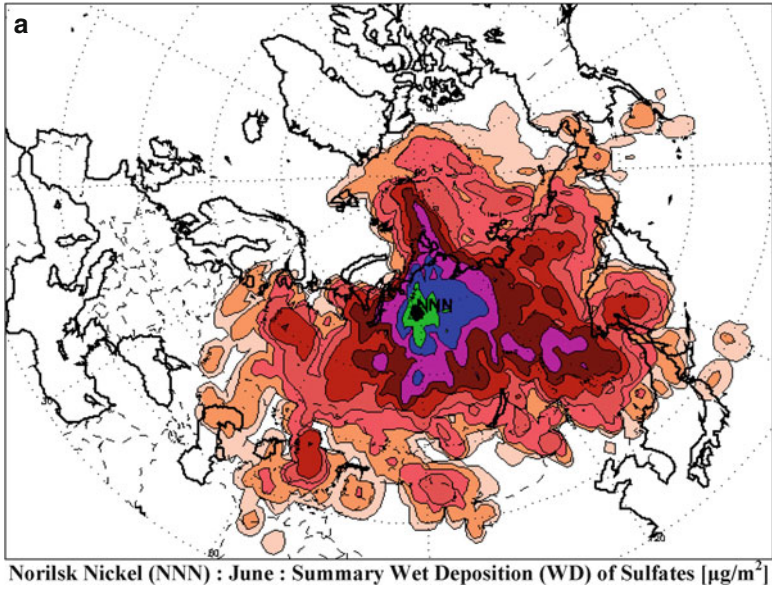 a
NNN
Norilsk Nickel (NNN) : June : Summary Wet Deposition (WD) of Sulfates [µg/m²]